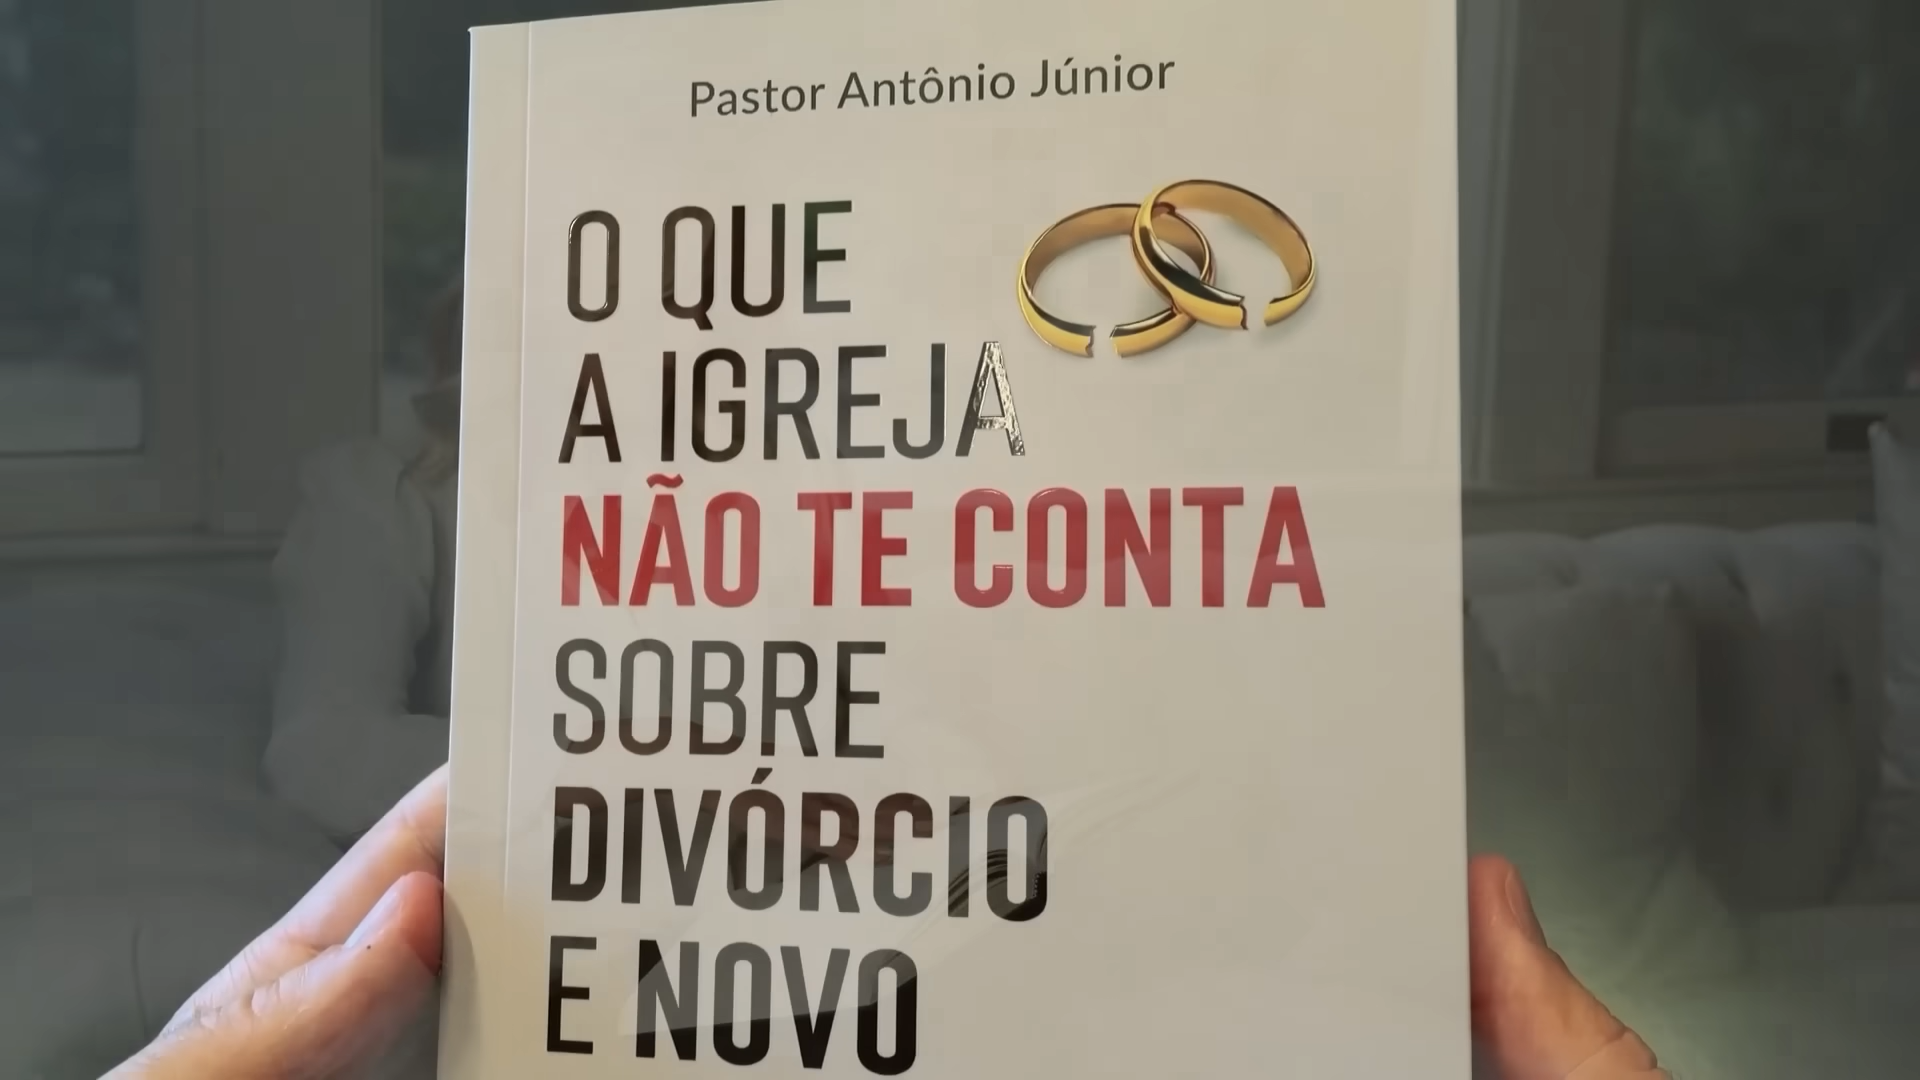 Pastor Antônio Júnior
O QUE
A IGREJA
NÃO TE CONTA
SOBRE
DIVÓRCIO
E NOVO